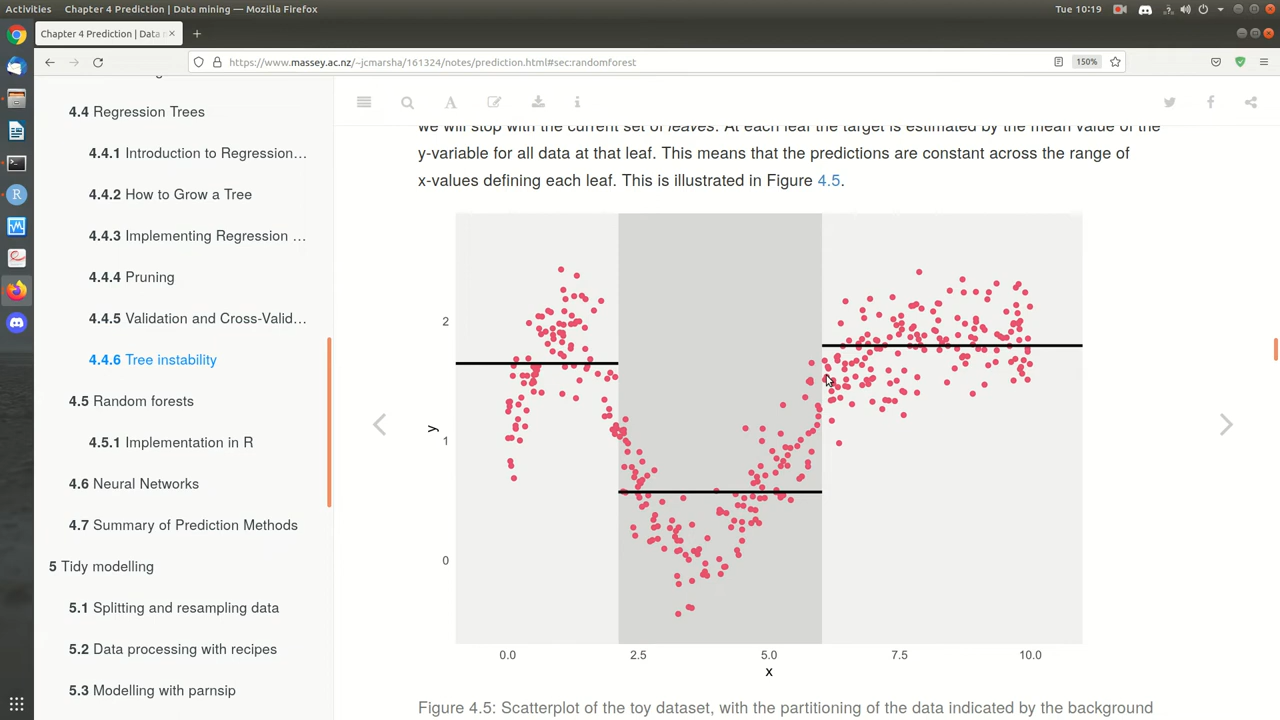 Activities
Chapter 4 Prediction | Data mining — Mozilla Firefox
Tue 10:19
Chapter 4 Prediction | Data
https://www.massey.ac.nz/~jcmarsha/161324/notes/prediction.html#sec:randomforest
150%
4.4 Regression Trees
4.4.1 Introduction to Regression…
4.4.2 How to Grow a Tree
4.4.3 Implementing Regression …
4.4.4 Pruning
4.4.5 Validation and Cross-Valid…
4.4.6 Tree instability
4.5 Random forests
4.5.1 Implementation in R
4.6 Neural Networks
4.7 Summary of Prediction Methods
5 Tidy modelling
5.1 Splitting and resampling data
5.2 Data processing with recipes
5.3 Modelling with parnsip
we will stop with the current set of leaves. At each leaf the target is estimated by the mean value of the
y-variable for all data at that leaf. This means that the predictions are constant across the range of
x-values defining each leaf. This is illustrated in Figure 4.5.
2
1
0
y
0.0 2.5 5.0 7.5 10.0
x
Figure 4.5: Scatterplot of the toy dataset, with the partitioning of the data indicated by the background